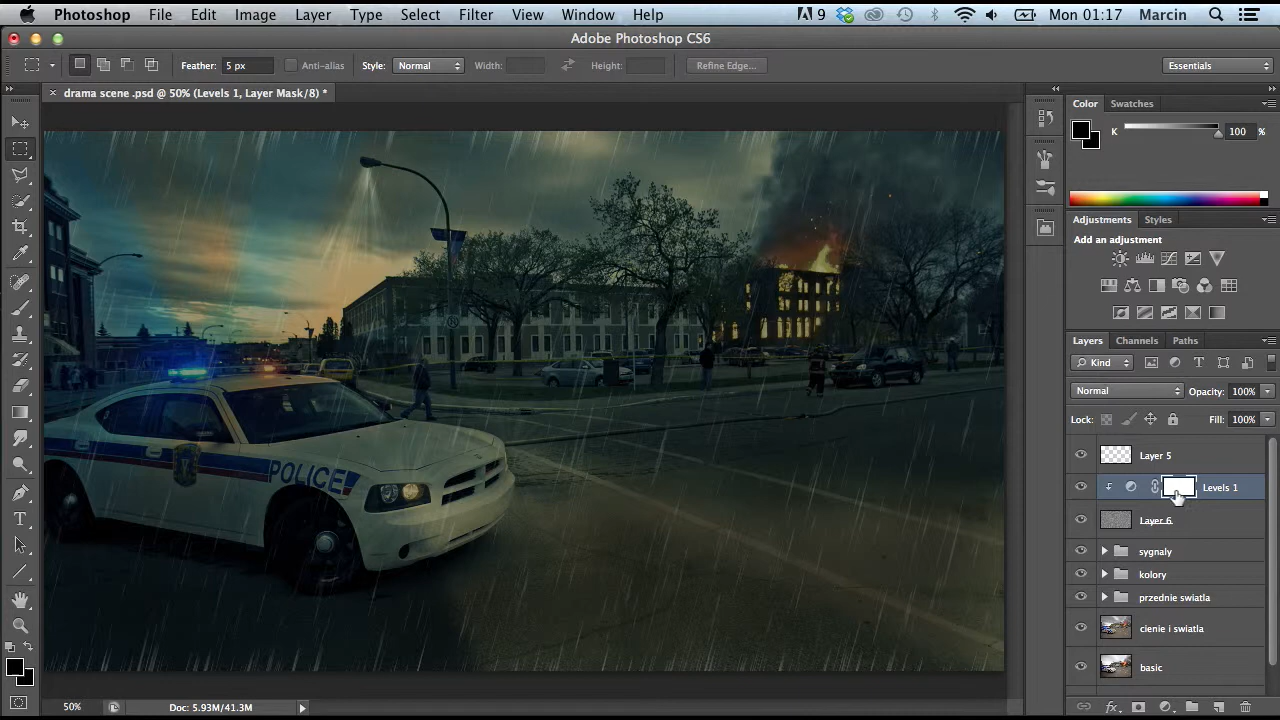 Photoshop File Edit Image Layer Type Select Filter View Window Help 9 Mon 01:17 Marcin
Adobe Photoshop CS6
Feather: 5 px Anti-alias Style: Normal Width: Height: Refine Edge... Essentials
× drama scene .psd @ 50% (Levels 1, Layer Mask/8) *
Color Swatches
K 100 %
Adjustments Styles
Add an adjustment
Layers Channels Paths
Kind
Normal Opacity: 100%
Lock: Fill: 100%
Layer 5
Levels 1
Layer 6
sygnaly
kolory
przednie swiatla
cienie i swiatla
basic
POLICE
50% Doc: 5.93M/41.3M